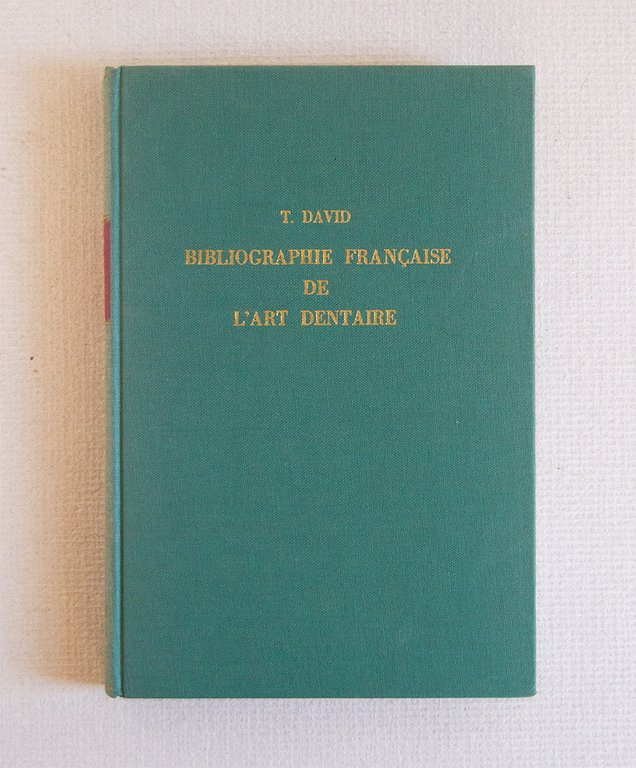 T. DAVID
BIBLIOGRAPHIE FRANÇAISE
DE
L'ART DENTAIRE